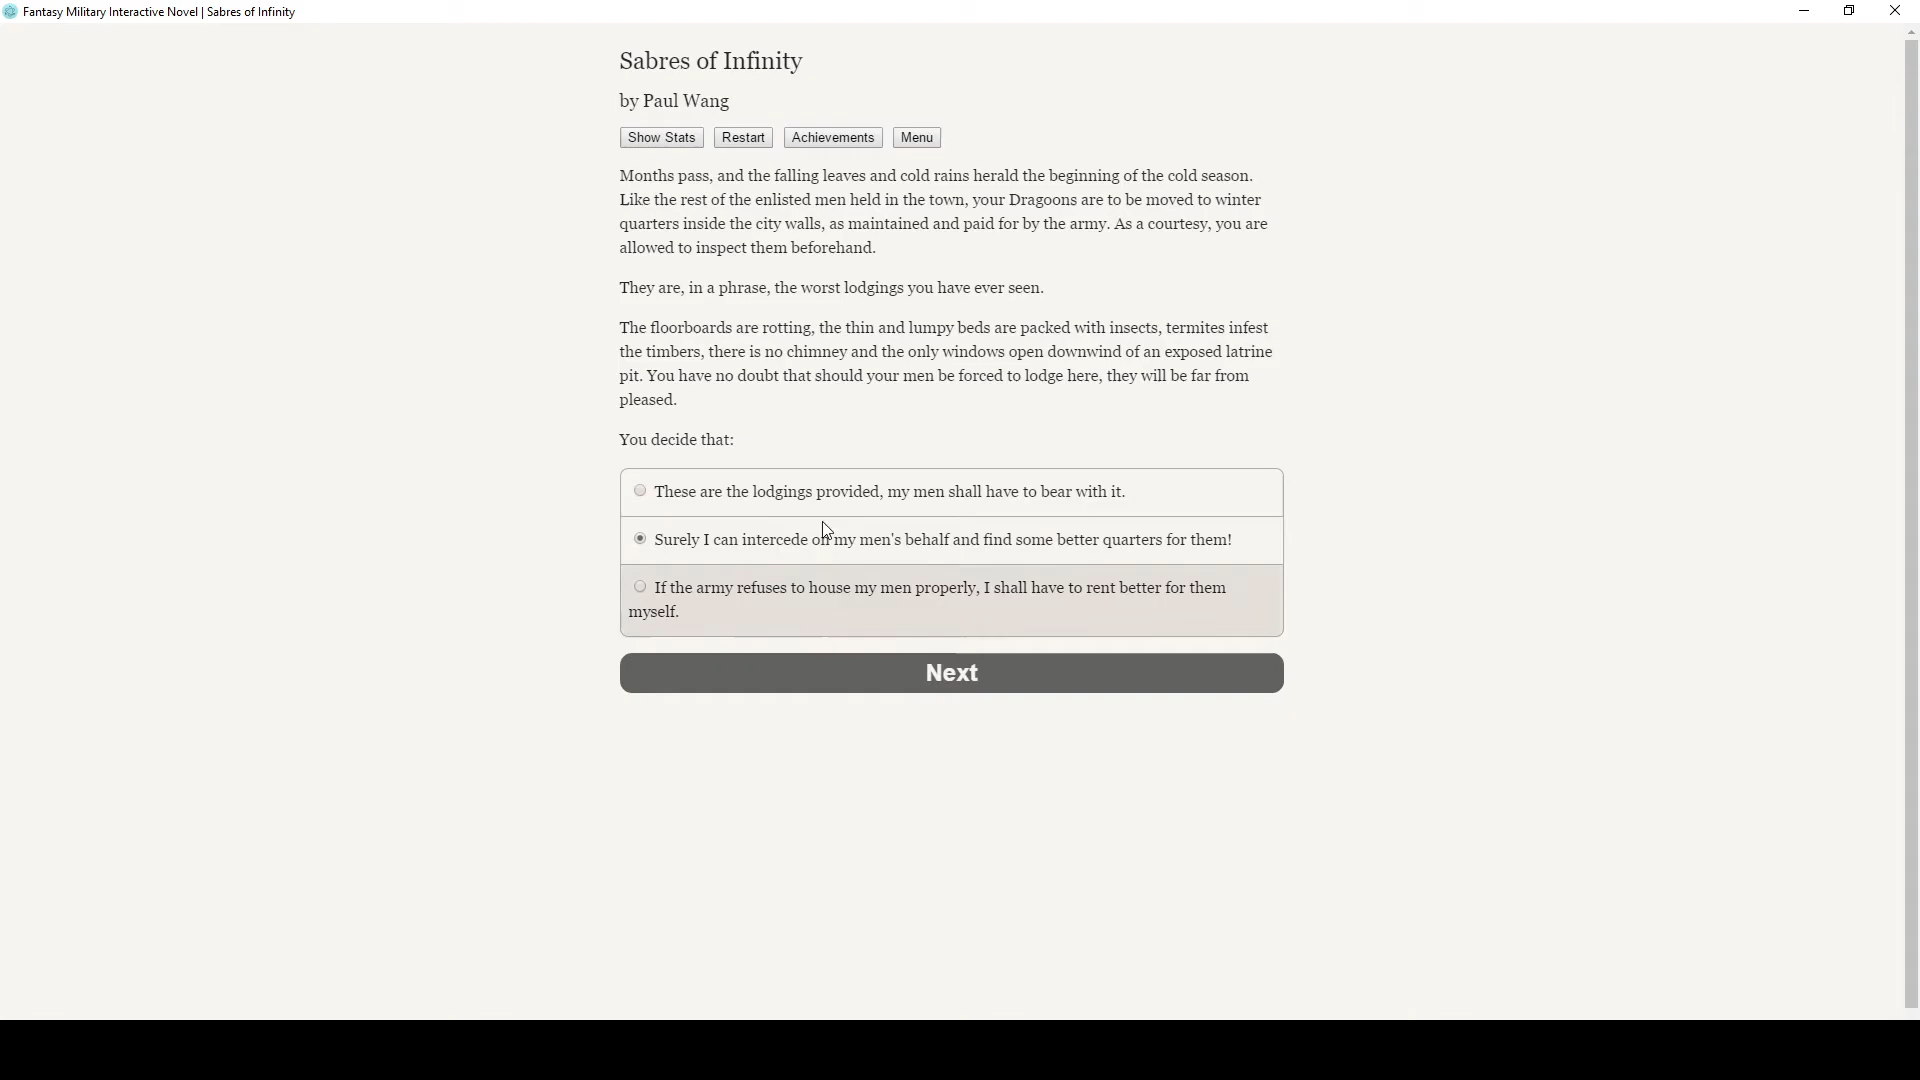 Fantasy Military Interactive Novel | Sabres of Infinity
Sabres of Infinity
by Paul Wang
Show Stats Restart Achievements Menu
Months pass, and the falling leaves and cold rains herald the beginning of the cold season.
Like the rest of the enlisted men held in the town, your Dragoons are to be moved to winter
quarters inside the city walls, as maintained and paid for by the army. As a courtesy, you are
allowed to inspect them beforehand.
They are, in a phrase, the worst lodgings you have ever seen.
The floorboards are rotting, the thin and lumpy beds are packed with insects, termites infest
the timbers, there is no chimney and the only windows open downwind of an exposed latrine
pit. You have no doubt that should your men be forced to lodge here, they will be far from
pleased.
You decide that:
These are the lodgings provided, my men shall have to bear with it.
Surely I can intercede on my men's behalf and find some better quarters for them!
If the army refuses to house my men properly, I shall have to rent better for them
myself.
Next